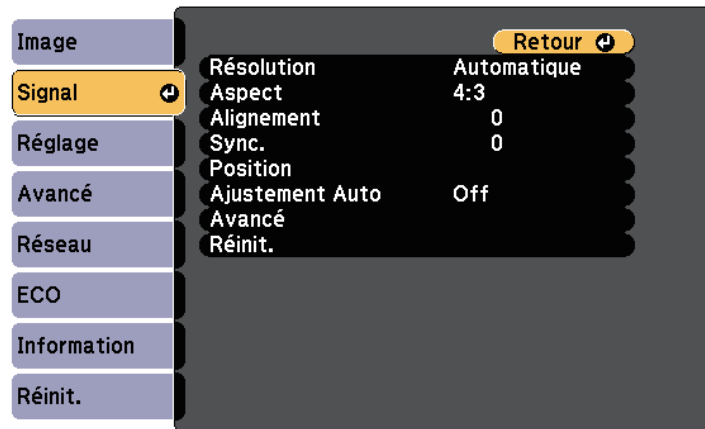 Image
Signal
Réglage
Avancé
Réseau
ECO
Information
Réinit.
Retour
Résolution Automatique
Aspect 4:3
Alignement 0
Sync. 0
Position
Ajustement Auto Off
Avancé
Réinit.